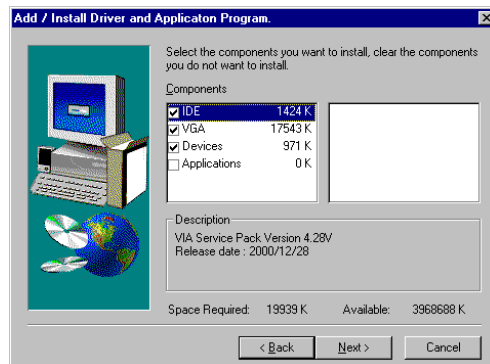 Add / Install Driver and Applicaton Program.
Select the components you want to install, clear the components
you do not want to install.
Components
IDE 1424 K
VGA 17543 K
Devices 971 K
Applications 0 K
Description
VIA Service Pack Version 4.28V
Release date : 2000/12/28
Space Required: 19939 K Available: 3968688 K
< Back Next > Cancel